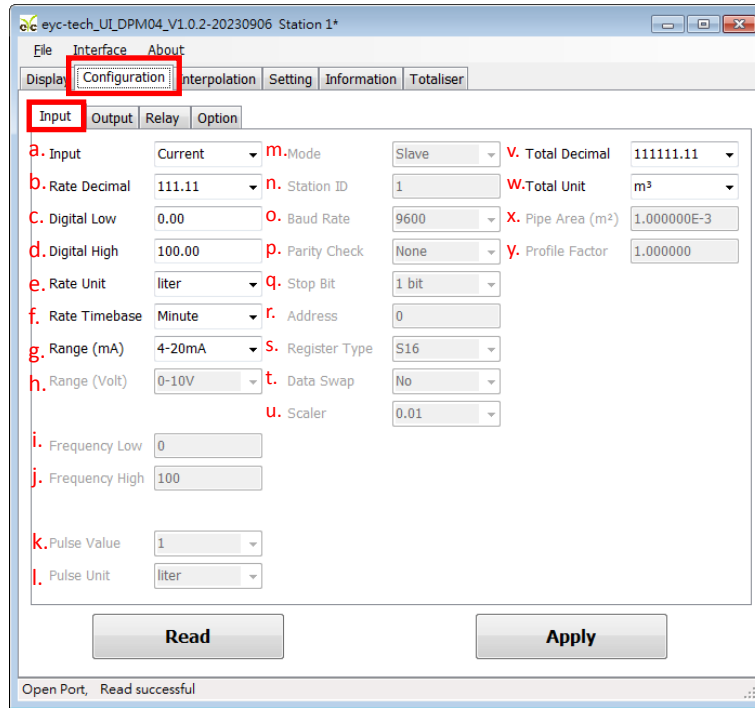 eyc eyc-tech_UI_DPM04_V1.0.2-20230906 Station 1*
File Interface About
Display Configuration Interpolation Setting Information Totaliser
Input Output Relay Option
a. Input Current
b. Rate Decimal 111.11
c. Digital Low 0.00
d. Digital High 100.00
e. Rate Unit liter
f. Rate Timebase Minute
g. Range (mA) 4-20mA
h. Range (Volt) 0-10V
i. Frequency Low 0
j. Frequency High 100
k. Pulse Value 1
l. Pulse Unit liter
m. Mode Slave
n. Station ID 1
o. Baud Rate 9600
p. Parity Check None
q. Stop Bit 1 bit
r. Address 0
s. Register Type S16
t. Data Swap No
u. Scaler 0.01
v. Total Decimal 111111.11
w. Total Unit m³
x. Pipe Area (m²) 1.000000E-3
y. Profile Factor 1.000000
Read Apply
Open Port, Read successful